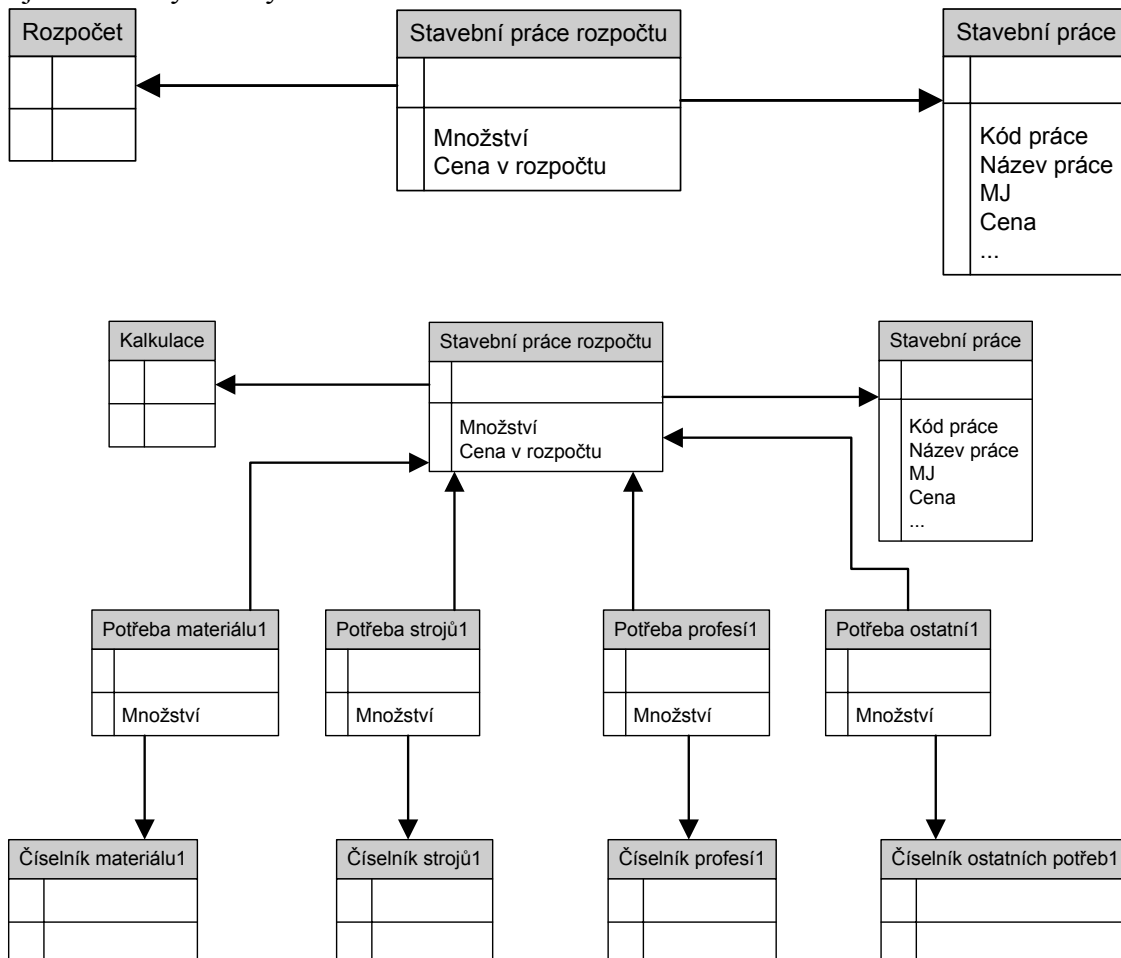 Rozpočet
Stavební práce rozpočtu
Množství
Cena v rozpočtu
Stavební práce
Kód práce
Název práce
MJ
Cena
...
Kalkulace
Stavební práce rozpočtu
Množství
Cena v rozpočtu
Stavební práce
Kód práce
Název práce
MJ
Cena
...
Potřeba materiálu1
Množství
Potřeba strojů1
Množství
Potřeba profesí1
Množství
Potřeba ostatní1
Množství
Číselník materiálu1
Číselník strojů1
Číselník profesí1
Číselník ostatních potřeb1